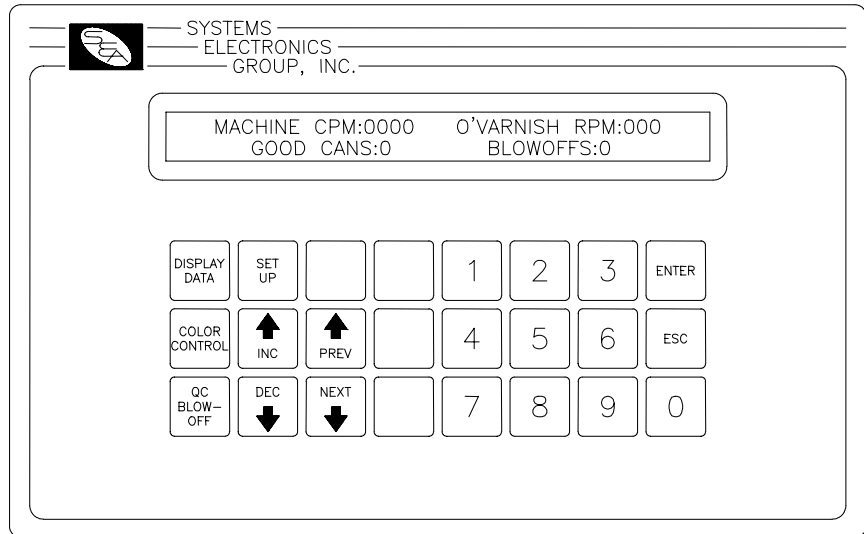 SEA
SYSTEMS
ELECTRONICS
GROUP, INC.
MACHINE CPM:0000 O'VARNISH RPM:000
GOOD CANS:0 BLOWOFFS:0
DISPLAY
DATA
SET
UP
1
2
3
ENTER
COLOR
CONTROL
INC
PREV
4
5
6
ESC
QC
BLOW-
OFF
DEC
NEXT
7
8
9
0